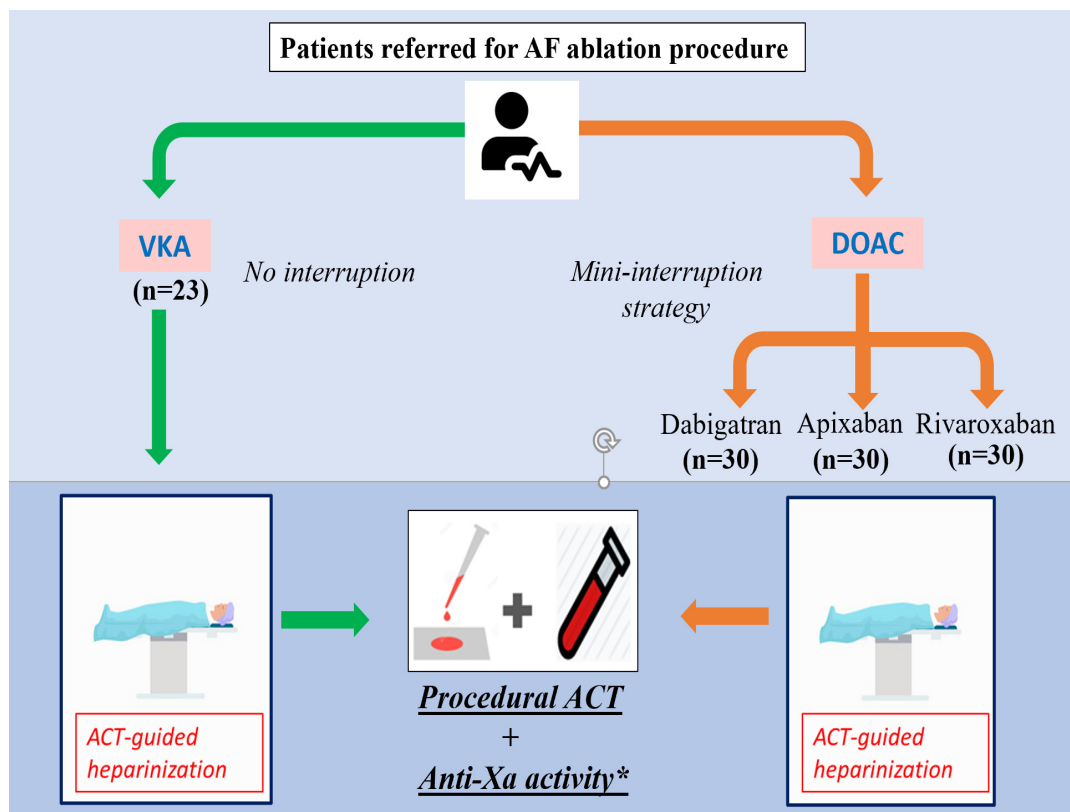 Patients referred for AF ablation procedure
VKA
(n=23)
No interruption
Mini-interruption
strategy
DOAC
Dabigatran
(n=30)
Apixaban
(n=30)
Rivaroxaban
(n=30)
ACT-guided
heparinization
Procedural ACT
+
Anti-Xa activity*
ACT-guided
heparinization